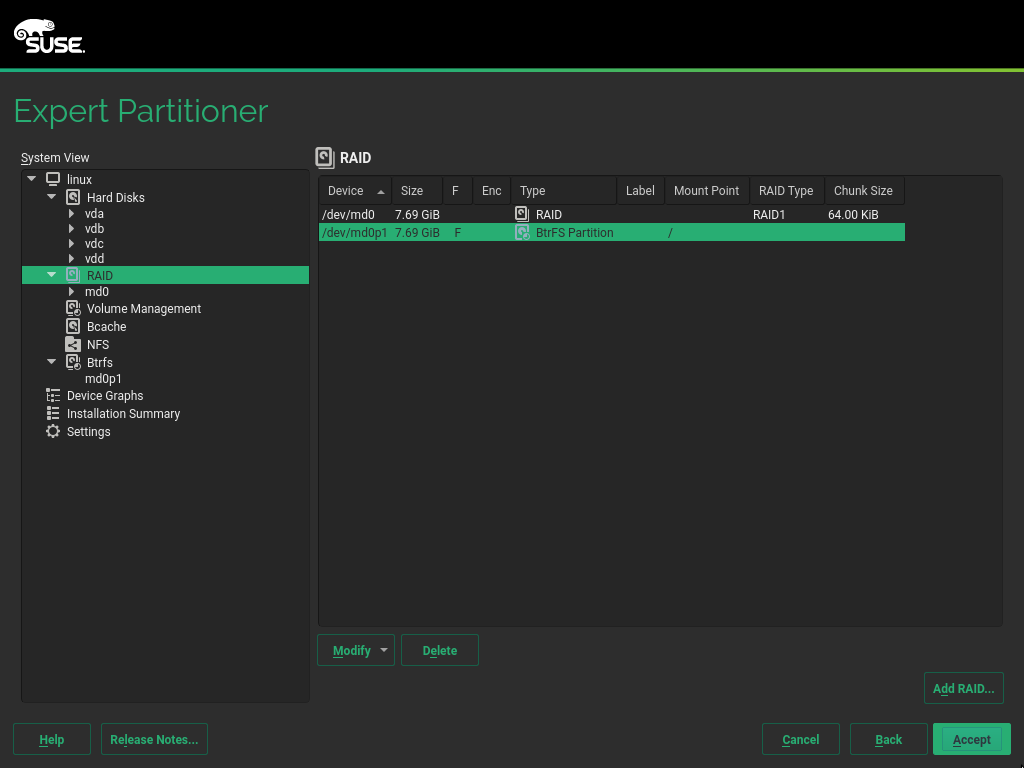 SUSE.
Expert Partitioner
System View
linux
Hard Disks
vda
vdb
vdc
vdd
RAID
md0
Volume Management
Bcache
NFS
Btrfs
md0p1
Device Graphs
Installation Summary
Settings
RAID
Device Size F Enc Type Label Mount Point RAID Type Chunk Size
/dev/md0 7.69 GiB RAID RAID1 64.00 KiB
/dev/md0p1 7.69 GiB F BtrFS Partition /
Modify Delete
Add RAID...
Help Release Notes... Cancel Back Accept